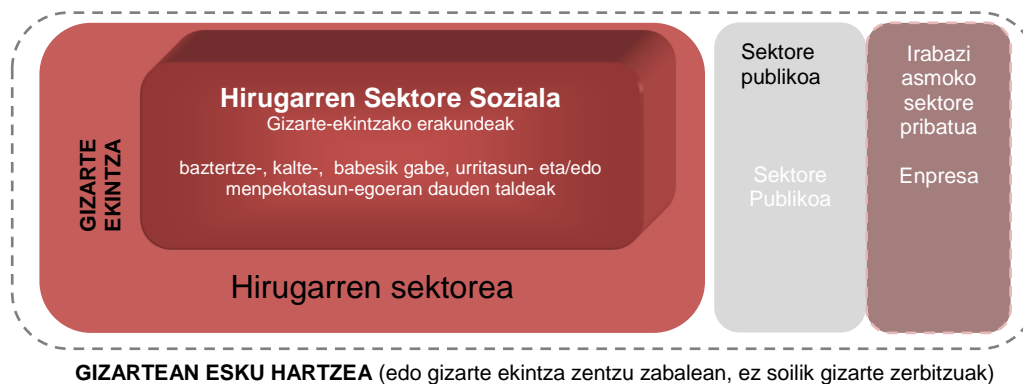 GIZARTE
EKINTZA
Hirugarren Sektore Soziala
Gizarte-ekintzako erakundeak
baztertze-, kalte-, babesik gabe, urritasun- eta/edo
menpekotasun-egoeran dauden taldeak
Hirugarren sektorea
Sektore
publikoa
Sektore
Publikoa
Irabazi
asmoko
sektore
pribatua
Enpresa
GIZARTEAN ESKU HARTZEA (edo gizarte ekintza zentzu zabalean, ez soilik gizarte zerbitzuak)